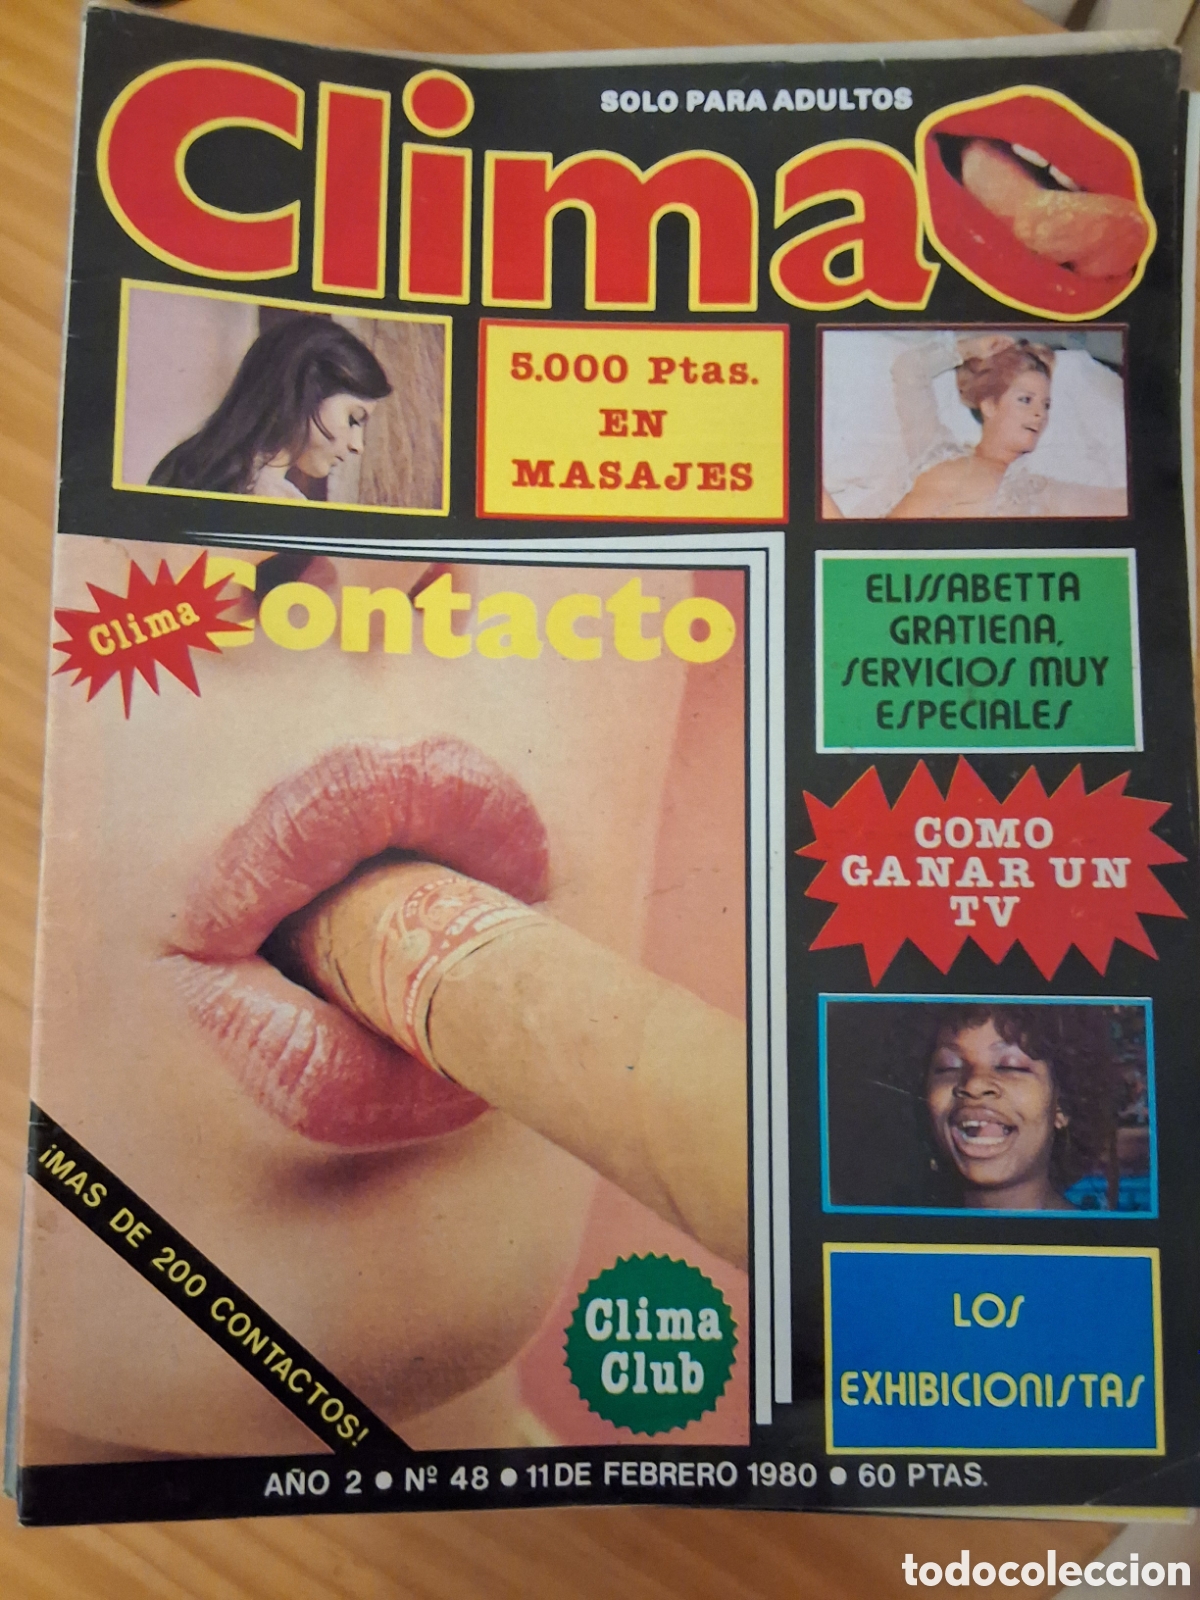 SOLO PARA ADULTOS
Clima
5.000 Ptas.
EN
MASAJES
Clima
Contacto
ELISSABETTA
GRATIENA,
SERVICIOS MUY
ESPECIALES
COMO
GANAR UN
TV
¡MAS DE 200 CONTACTOS!
Clima
Club
LOS
EXHIBICIONISTAS
AÑO 2 ● Nº 48 ● 11 DE FEBRERO 1980 ● 60 PTAS.
todocoleccion